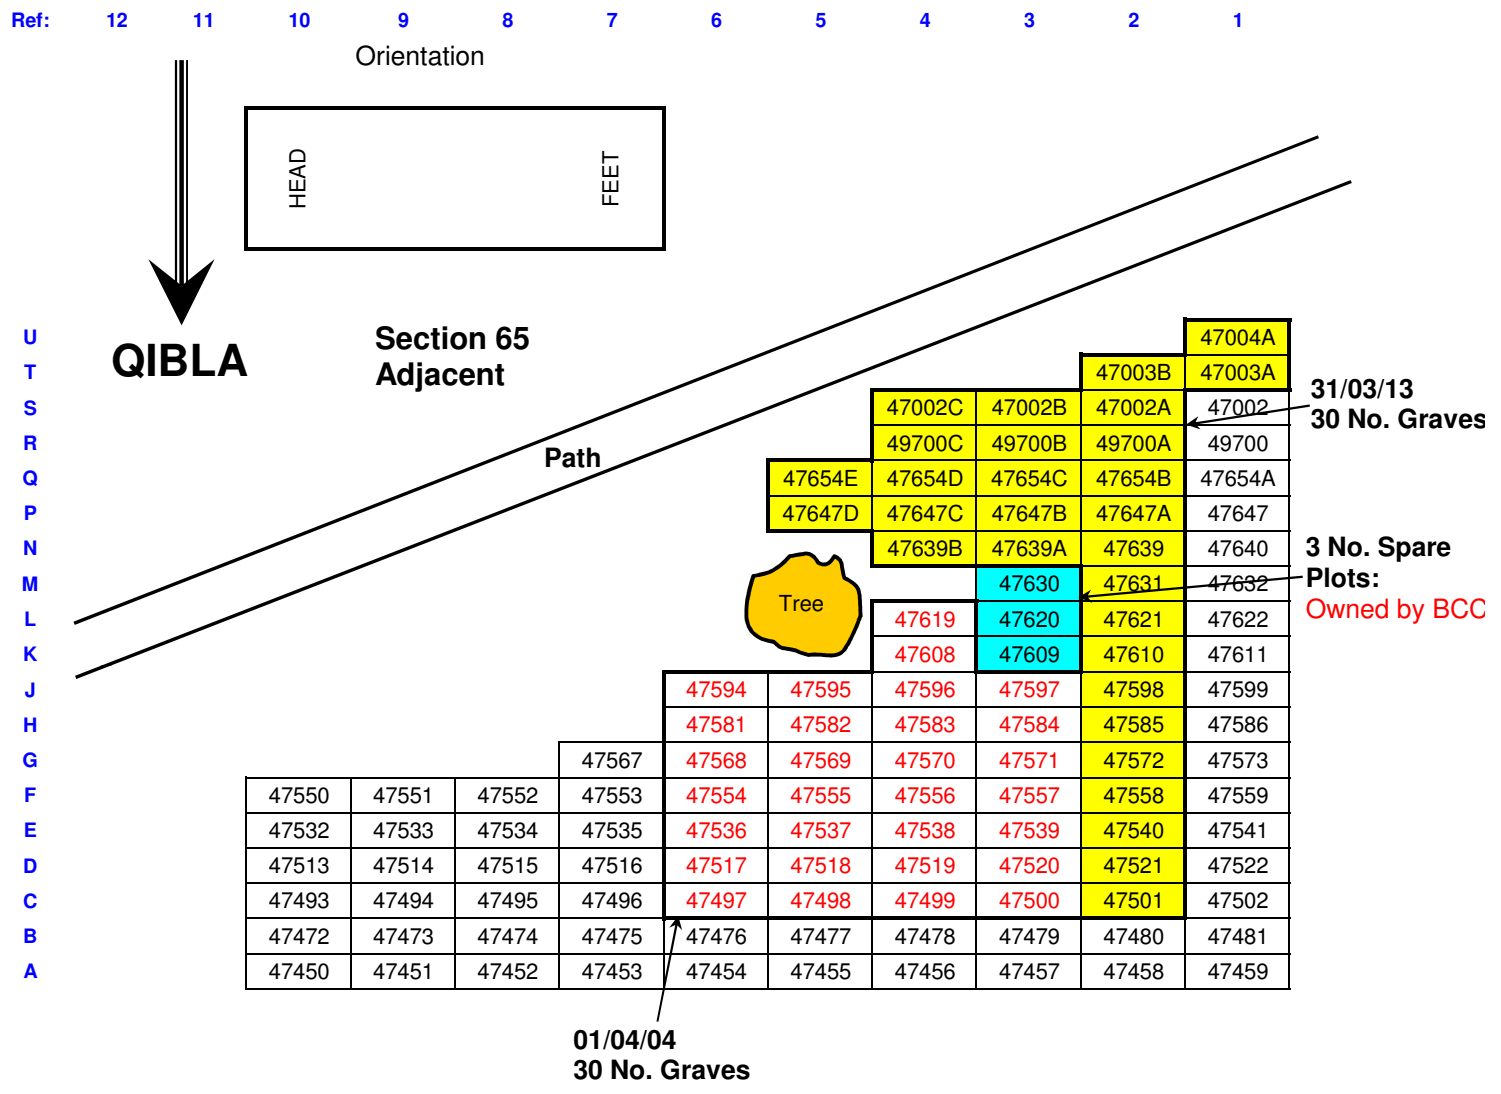 Ref: 12 11 10 9 8 7 6 5 4 3 2 1
Orientation
HEAD FEET
QIBLA
Section 65
Adjacent
Path
U 47004A
T 47003B 47003A
S 47002C 47002B 47002A 47002
R 49700C 49700B 49700A 49700
Q 47654E 47654D 47654C 47654B 47654A
P 47647D 47647C 47647B 47647A 47647
N 47639B 47639A 47639 47640
M 47630 47631 47632
L 47619 47620 47621 47622
K 47608 47609 47610 47611
J 47594 47595 47596 47597 47598 47599
H 47581 47582 47583 47584 47585 47586
G 47567 47568 47569 47570 47571 47572 47573
F 47550 47551 47552 47553 47554 47555 47556 47557 47558 47559
E 47532 47533 47534 47535 47536 47537 47538 47539 47540 47541
D 47513 47514 47515 47516 47517 47518 47519 47520 47521 47522
C 47493 47494 47495 47496 47497 47498 47499 47500 47501 47502
B 47472 47473 47474 47475 47476 47477 47478 47479 47480 47481
A 47450 47451 47452 47453 47454 47455 47456 47457 47458 47459
Tree
31/03/13
30 No. Graves
3 No. Spare
Plots:
Owned by BCC
01/04/04
30 No. Graves